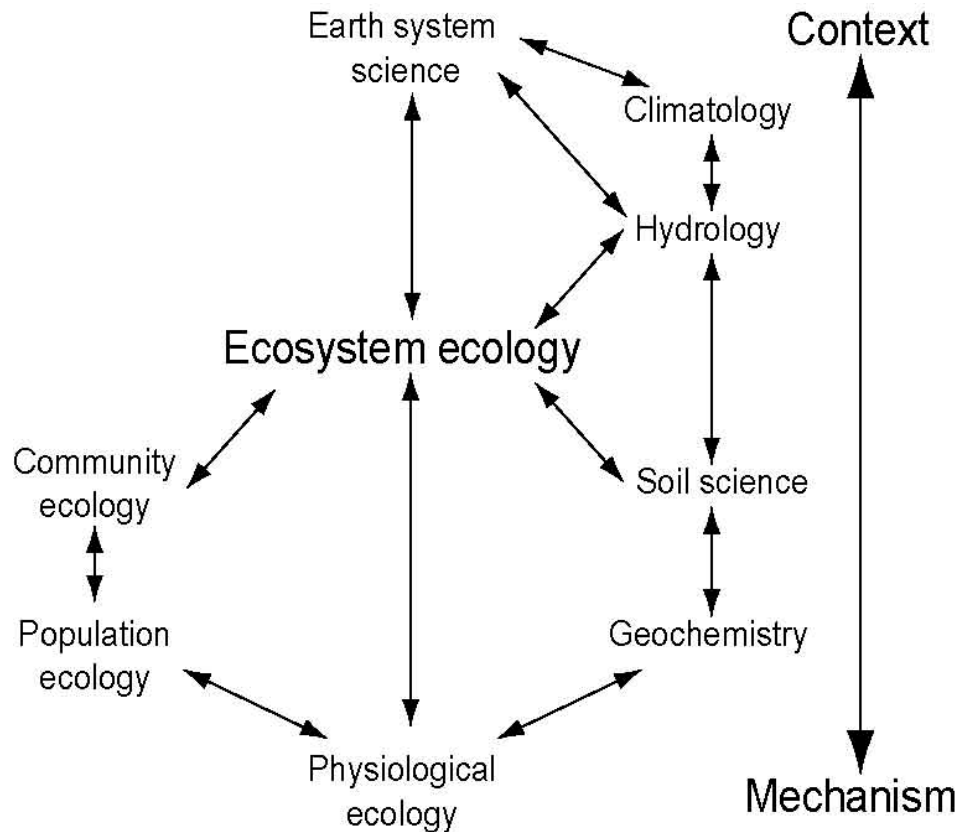 Earth system
science
Context
Climatology
Hydrology
Ecosystem ecology
Community
ecology
Soil science
Population
ecology
Geochemistry
Physiological
ecology
Mechanism